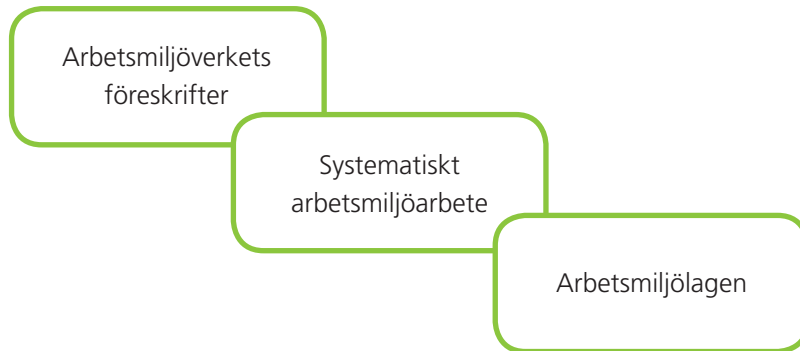 Arbetsmiljöverkets
föreskrifter
Systematiskt
arbetsmiljöarbete
Arbetsmiljölagen